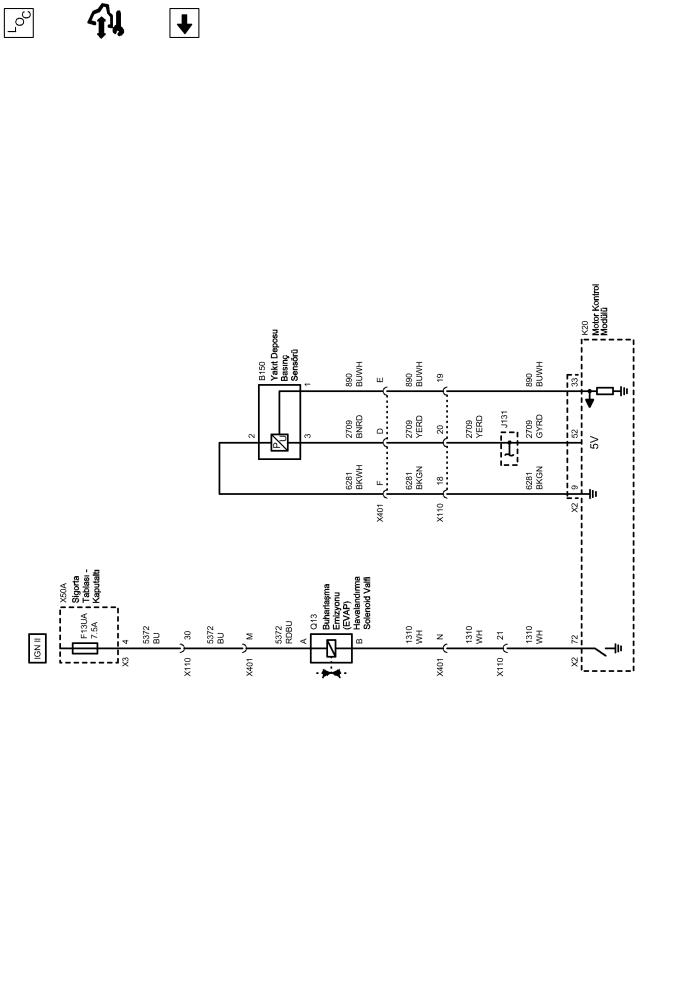 LOC
IGN II
X50A
Sigorta
Tablası -
Kaputaltı
F13UA
7.5A
4
X3
5372
BU
30
X110
5372
BU
M
X401
5372
RDBU
A
Q13
Buharlaşma
Emizyonu
(EVAP)
Havalandırma
Solenoid Valfi
B
1310
WH
N
X401
1310
WH
21
X110
1310
WH
72
X2
B150
Yakıt Deposu
Basınç
Sensörü
P
U
2
3
1
6281
BKWH
2709
BNRD
890
BUWH
X401
F
D
E
6281
BKGN
2709
YERD
890
BUWH
X110
18
20
19
2709
YERD
J131
6281
BKGN
2709
GYRD
890
BUWH
X2
9
52
33
5V
K20
Motor Kontrol
Modülü